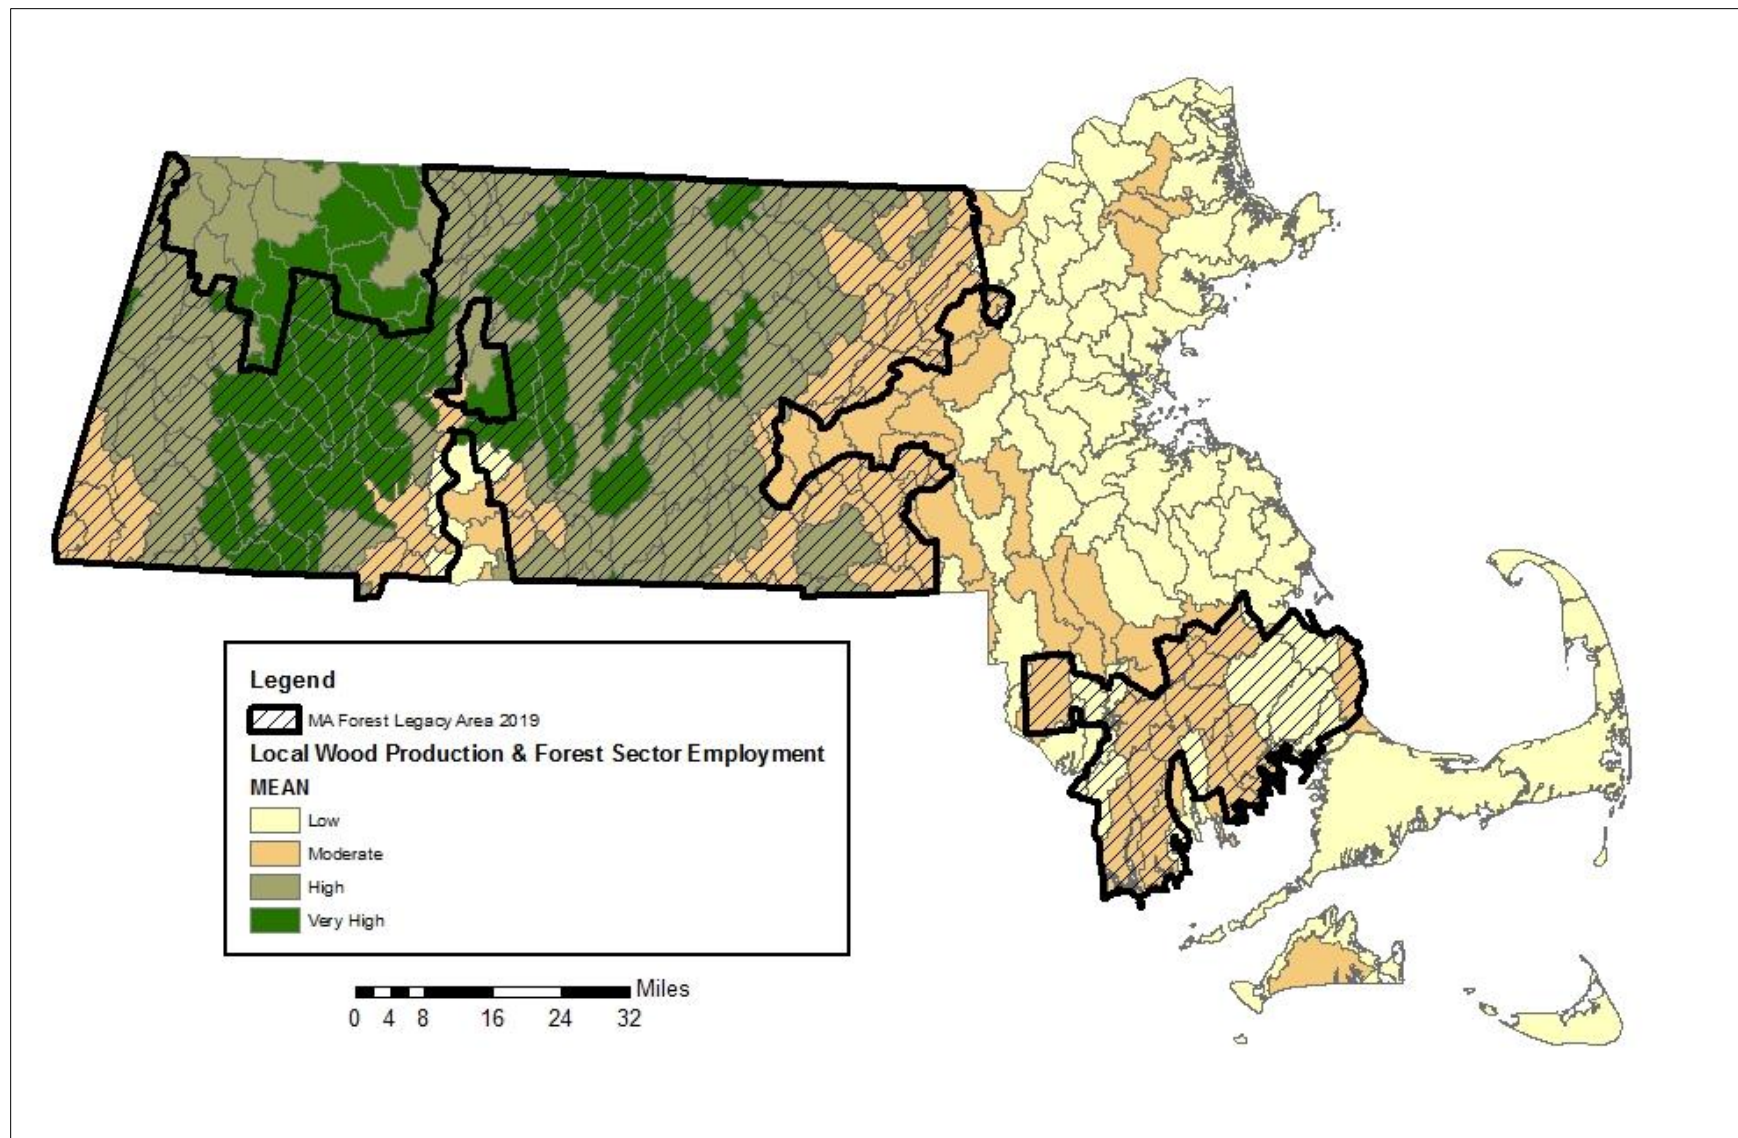 Legend
MA Forest Legacy Area 2019
Local Wood Production & Forest Sector Employment
MEAN
Low
Moderate
High
Very High
Miles
0 4 8 16 24 32